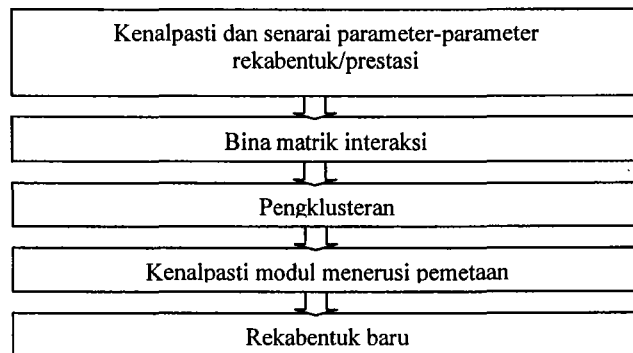 Kenalpasti dan senarai parameter-parameter
rekabentuk/prestasi
Bina matrik interaksi
Pengklusteran
Kenalpasti modul menerusi pemetaan
Rekabentuk baru